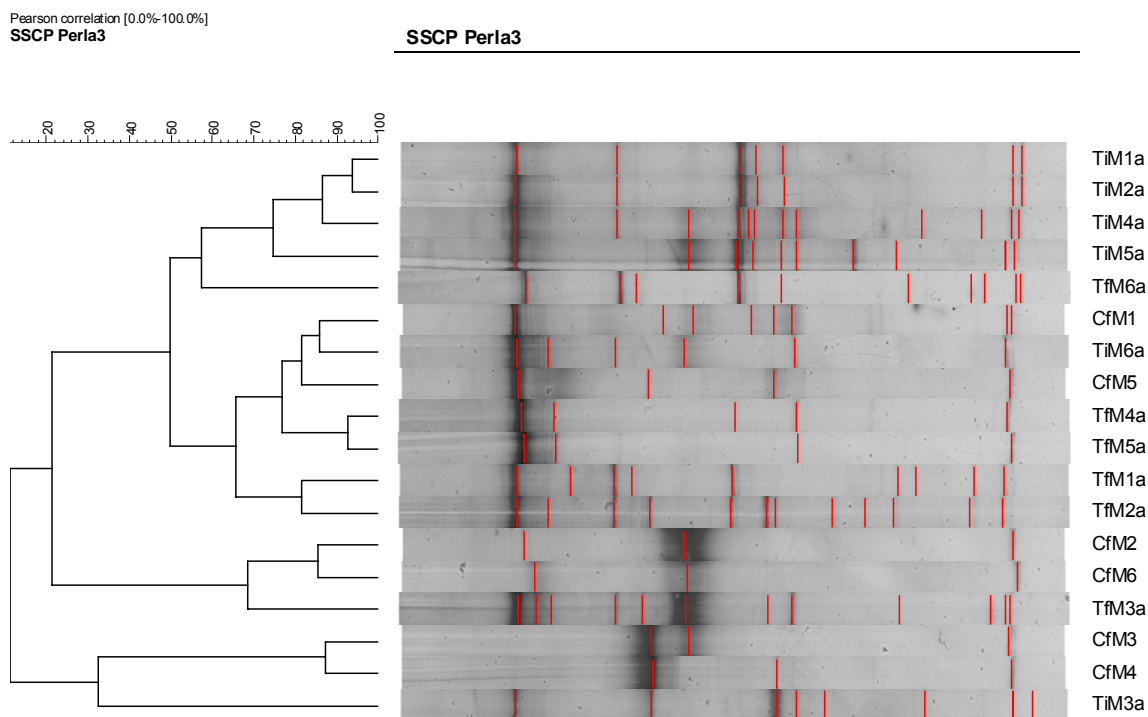 Pearson correlation [0.0%-100.0%]
SSCP Perla3
SSCP Perla3
20 30 40 50 60 70 80 90 100
TiM1a
TiM2a
TiM4a
TiM5a
TfM6a
CfM1
TiM6a
CfM5
TfM4a
TfM5a
TfM1a
TfM2a
CfM2
CfM6
TfM3a
CfM3
CfM4
TiM3a